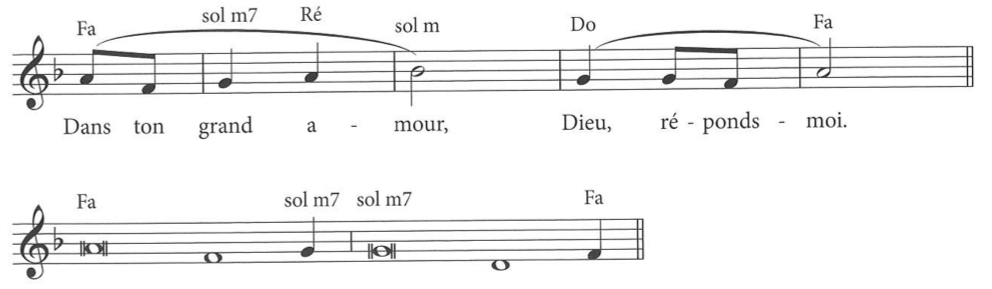 Fa sol m7 Ré sol m Do Fa
Dans ton grand a - mour, Dieu, ré - ponds - moi.
Fa sol m7 sol m7 Fa